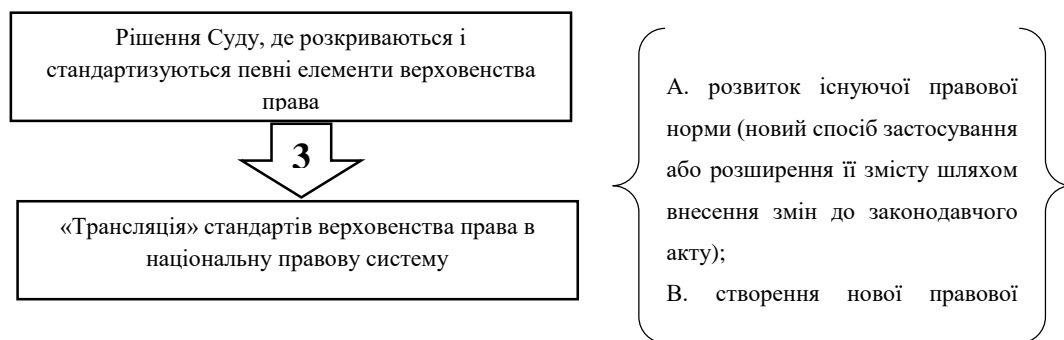 Рішення Суду, де розкриваються і
стандартизуються певні елементи верховенства
права
3
«Трансляція» стандартів верховенства права в
національну правову систему
А. розвиток існуючої правової
норми (новий спосіб застосування
або розширення її змісту шляхом
внесення змін до законодавчого
акту);
В. створення нової правової